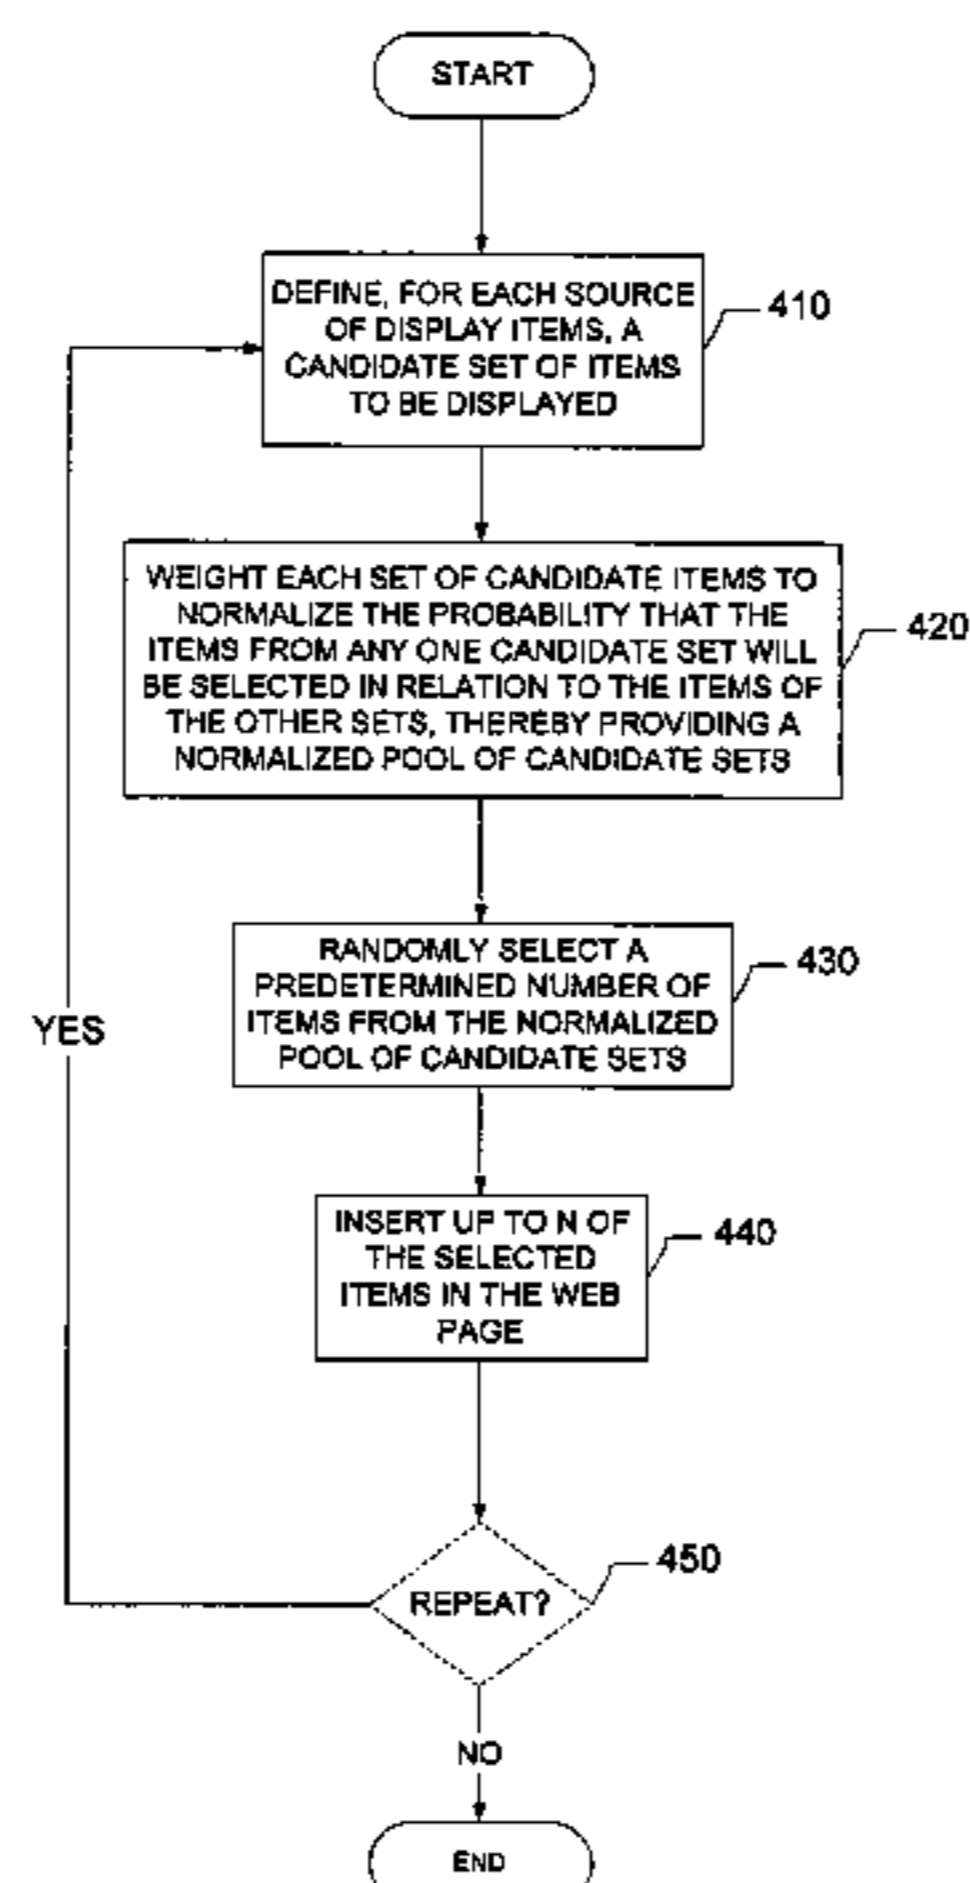 START
DEFINE, FOR EACH SOURCE
OF DISPLAY ITEMS, A
CANDIDATE SET OF ITEMS
TO BE DISPLAYED
410
WEIGHT EACH SET OF CANDIDATE ITEMS TO
NORMALIZE THE PROBABILITY THAT THE
ITEMS FROM ANY ONE CANDIDATE SET WILL
BE SELECTED IN RELATION TO THE ITEMS OF
THE OTHER SETS, THEREBY PROVIDING A
NORMALIZED POOL OF CANDIDATE SETS
420
RANDOMLY SELECT A
PREDETERMINED NUMBER OF
ITEMS FROM THE NORMALIZED
POOL OF CANDIDATE SETS
430
YES
INSERT UP TO N OF
THE SELECTED
ITEMS IN THE WEB
PAGE
440
REPEAT?
450
NO
END